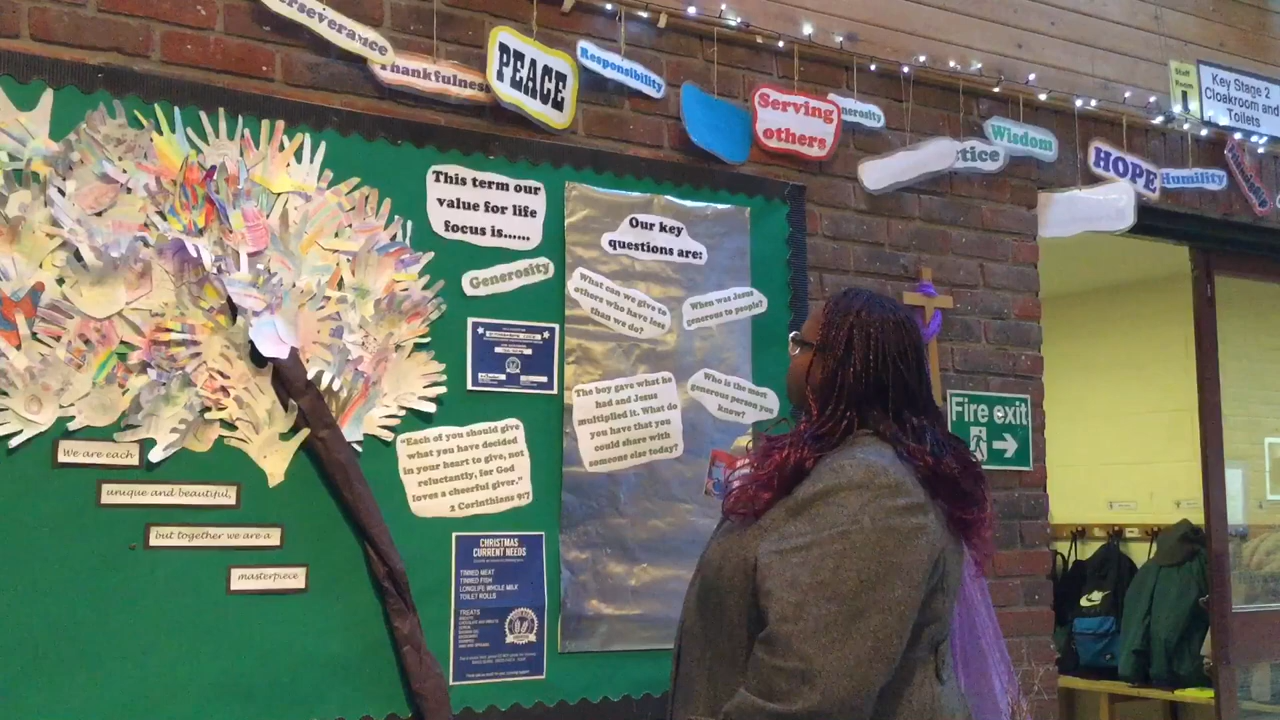 erseverance
Thankfulness
PEACE
Responsibility
Serving
others
nerosity
tice
Wisdom
HOPE
Humility
Staff
Key Stage 2
Cloakroom and
Toilets
This term our
value for life
focus is......
Generosity
Our key
questions are:
What can we give to
others who have less
than we do?
When was Jesus
generous to people?
The boy gave what he
had and Jesus
multiplied it. What do
you have that you
could share with
someone else today?
Who is the most
generous person you
know?
"Each of you should give
what you have decided
in your heart to give, not
reluctantly, for God
loves a cheerful giver."
2 Corinthians 9:7
We are each
unique and beautiful,
but together we are a
masterpiece
CHRISTMAS
CURRENT NEEDS
TINNED MEAT
TINNED FISH
LONGLIFE WHOLE MILK
TOILET ROLLS
TREATS
Fire exit